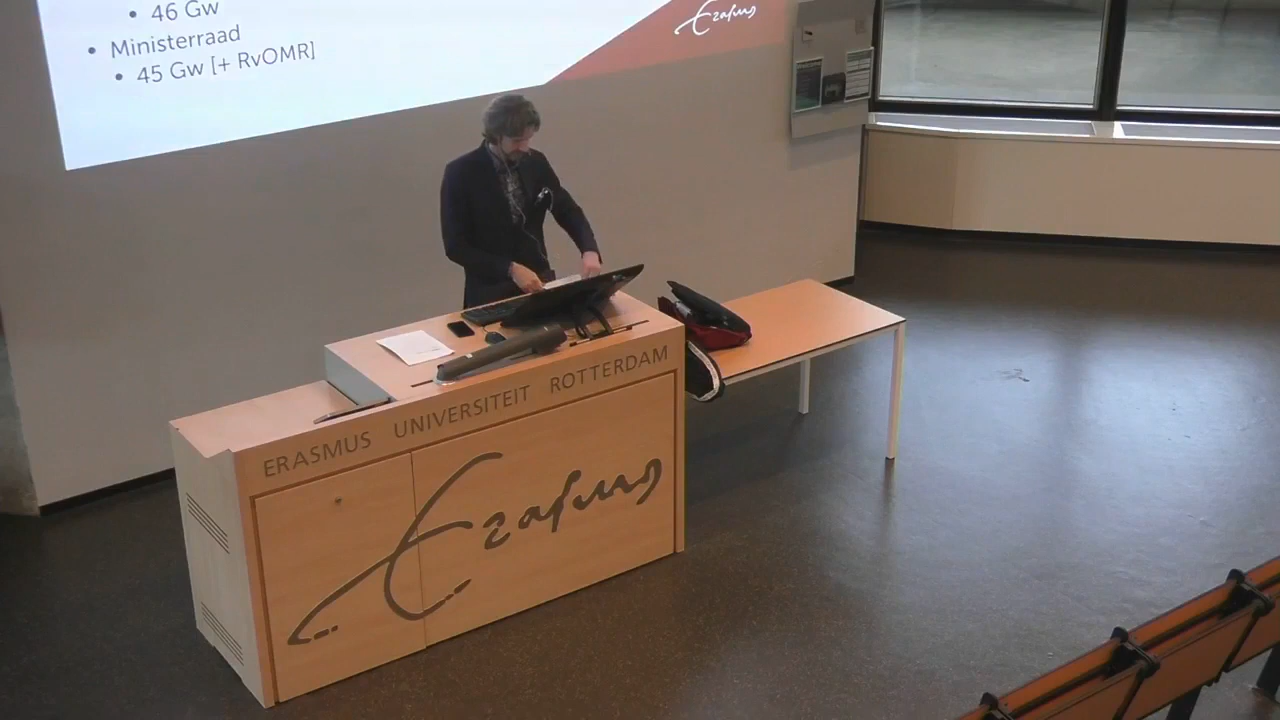 • 46 Gw
• Ministerraad
• 45 Gw [+ RvOMR]
Erasmus
ERASMUS UNIVERSITEIT ROTTERDAM
Erasmus